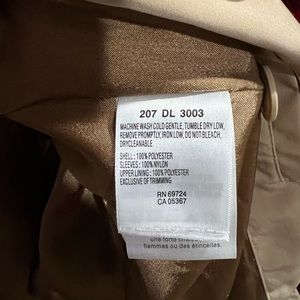 207 DL 3003
MACHINE WASH COLD GENTLE, TUMBLE DRY LOW,
REMOVE PROMPTLY, IRON LOW, DO NOT BLEACH,
DRYCLEANABLE
SHELL : 100% POLYESTER
SLEEVES : 100% NYLON
UPPER LINING : 100% POLYESTER
EXCLUSIVE OF TRIMMING
RN 69724
CA 05367
une forte
flammes ou des étincelles.